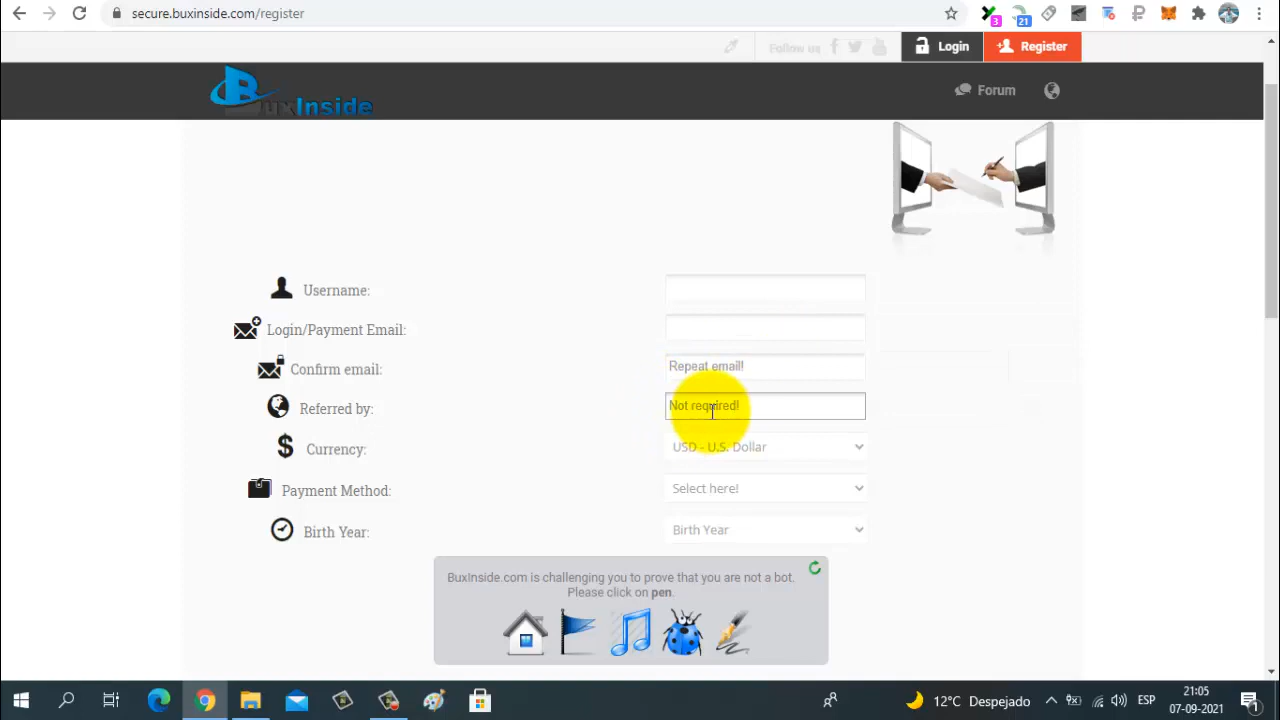 secure.buxinside.com/register
3
21
Follow us
Login
Register
BuxInside
Forum
Username:
Login/Payment Email:
Confirm email:
Repeat email!
Referred by:
Not required!
Currency:
USD - U.S. Dollar
Payment Method:
Select here!
Birth Year:
Birth Year
BuxInside.com is challenging you to prove that you are not a bot.
Please click on pen.
12°C Despejado
ESP
21:05
07-09-2021
1